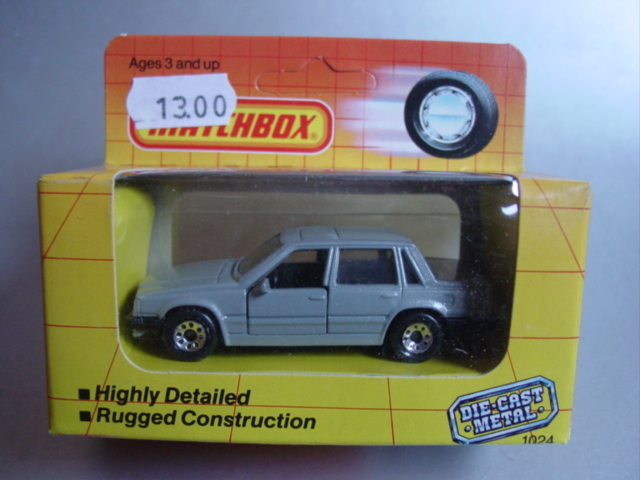 Ages 3 and up
13.00
MATCHBOX®
■ Highly Detailed
■ Rugged Construction
DIE-CAST
METAL
1024